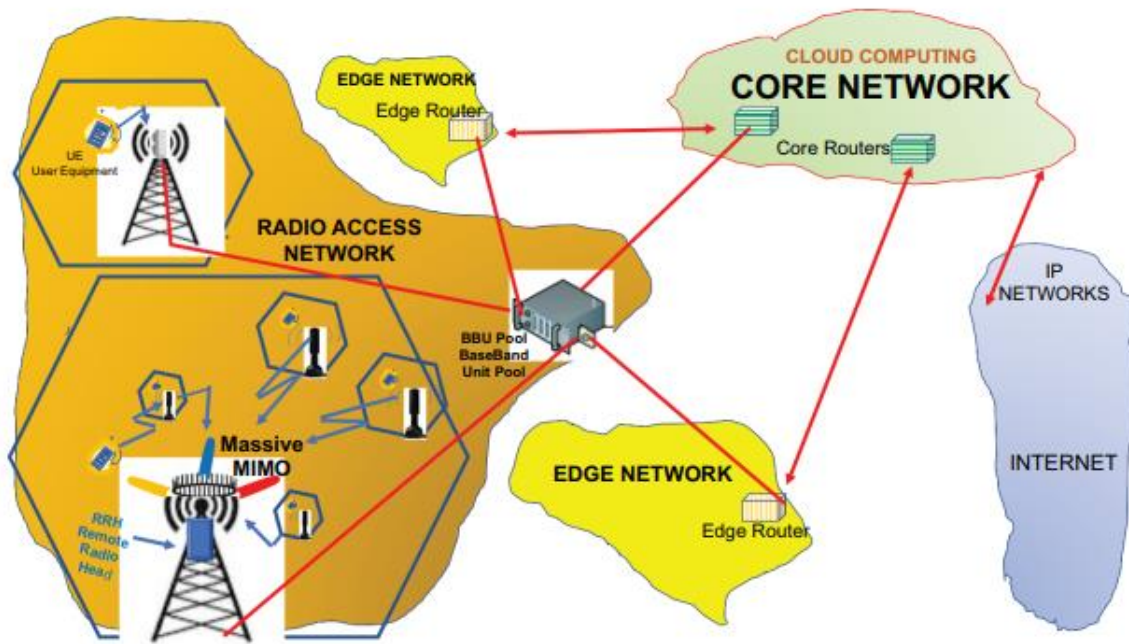 EDGE NETWORK
Edge Router
CLOUD COMPUTING
CORE NETWORK
Core Routers
UE
User Equipment
RADIO ACCESS
NETWORK
BBU Pool
BaseBand
Unit Pool
IP
NETWORKS
INTERNET
Massive
MIMO
RRH
Remote
Radio
Head
EDGE NETWORK
Edge Router